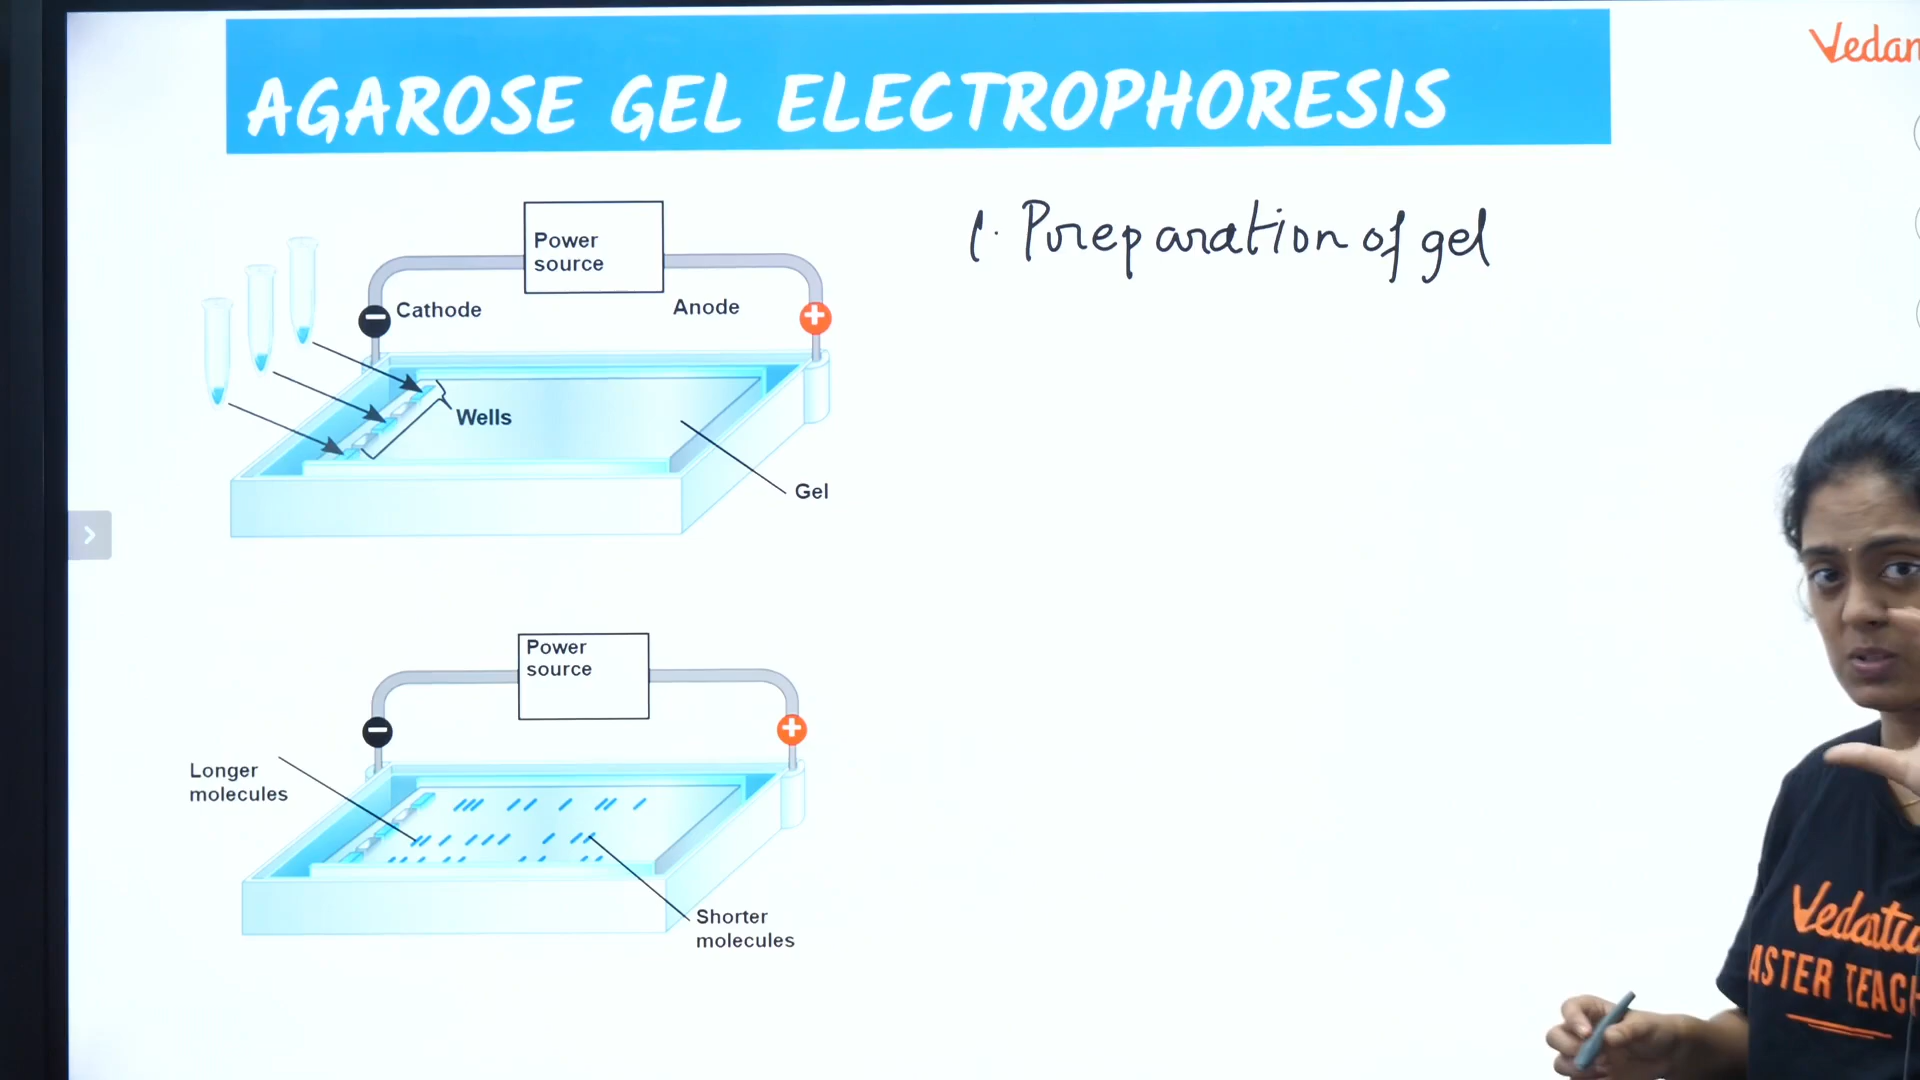 AGAROSE GEL ELECTROPHORESIS
Vedan
1. Preparation of gel
Power
source
Cathode
Anode
Wells
Gel
Power
source
Longer
molecules
Shorter
molecules
Vedantu
ASTER TEACH